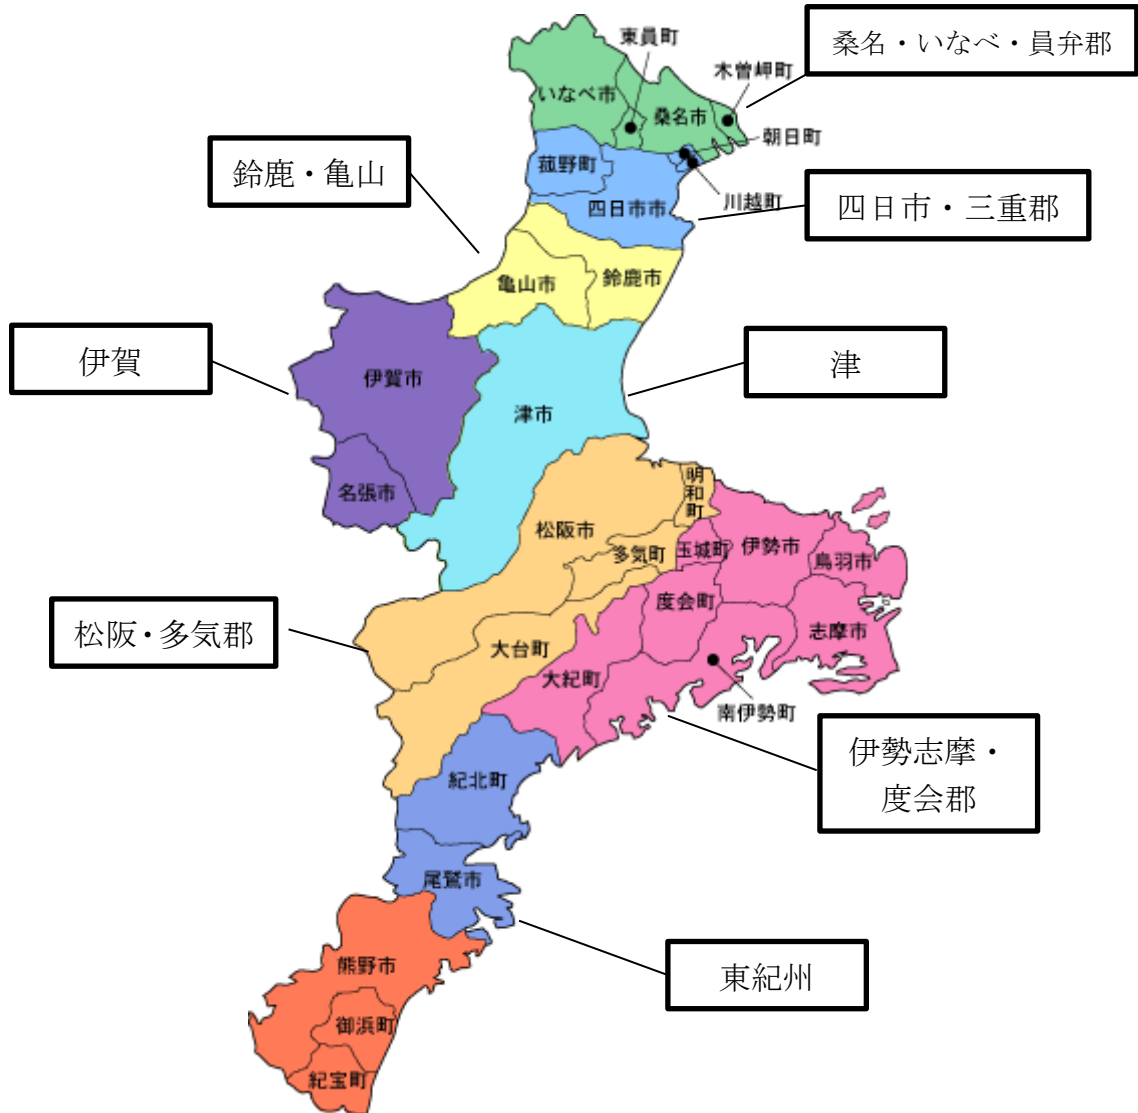 東員町
桑名・いなべ・員弁郡
木曽岬町
いなべ市
桑名市
朝日町
鈴鹿・亀山
菰野町
川越町
四日市市
四日市・三重郡
亀山市
鈴鹿市
伊賀
伊賀市
津
津市
名張市
明和町
松阪市
多気町
玉城町
伊勢市
鳥羽市
度会町
松阪・多気郡
大台町
志摩市
大紀町
南伊勢町
伊勢志摩・
度会郡
紀北町
尾鷲市
東紀州
熊野市
御浜町
紀宝町